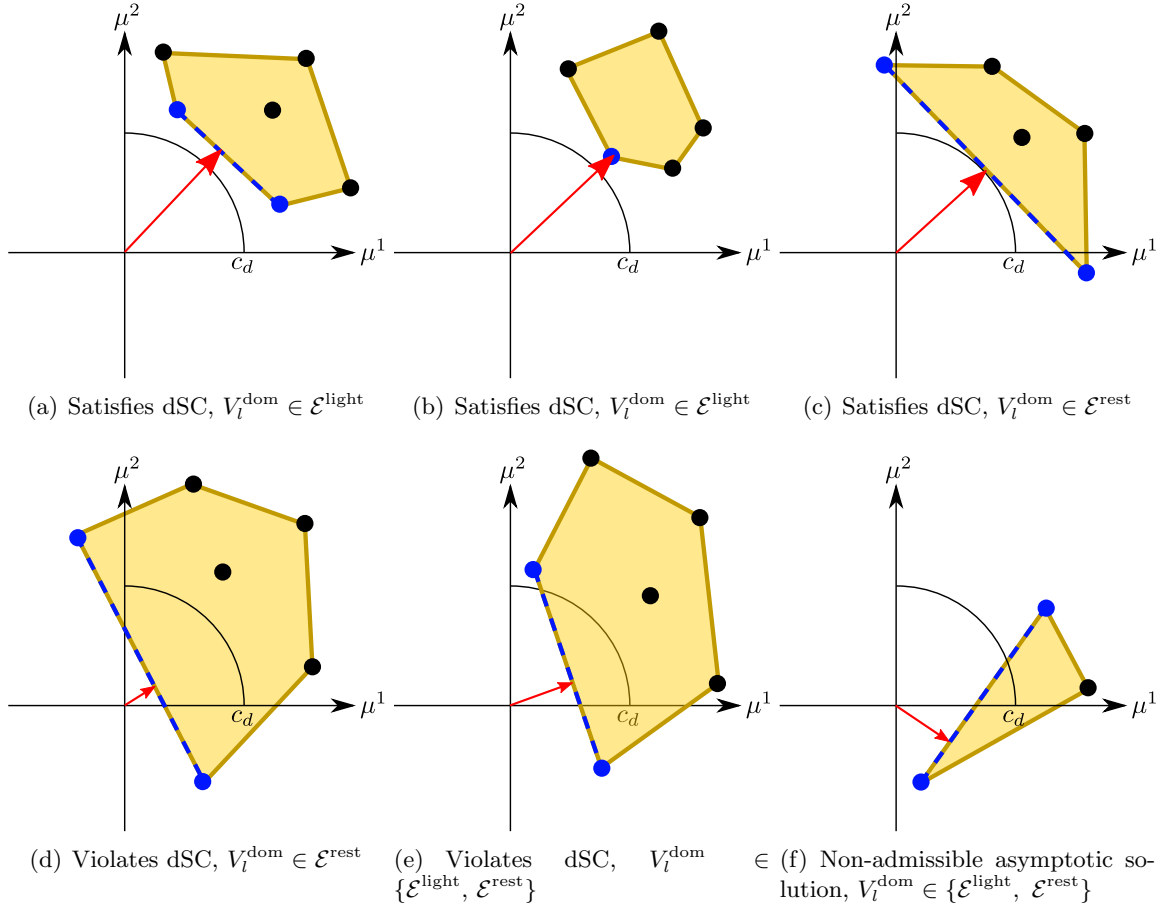 μ² μ² μ²
c_d μ¹ c_d μ¹ c_d μ¹
(a) Satisfies dSC, V_l^dom ∈ ℰ^light (b) Satisfies dSC, V_l^dom ∈ ℰ^light (c) Satisfies dSC, V_l^dom ∈ ℰ^rest
μ² μ² μ²
c_d μ¹ c_d μ¹ c_d μ¹
(d) Violates dSC, V_l^dom ∈ ℰ^rest
(e) Violates dSC, V_l^dom ∈
{ℰ^light, ℰ^rest}
(f) Non-admissible asymptotic so-
lution, V_l^dom ∈ {ℰ^light, ℰ^rest}